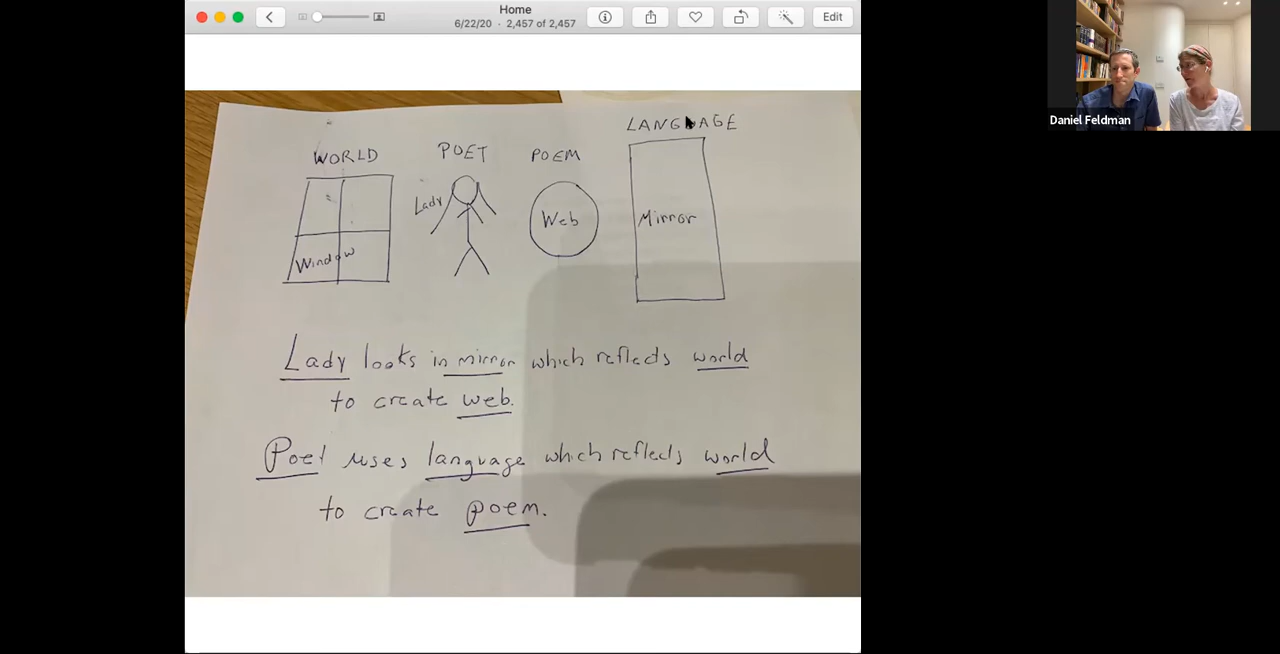 Home
6/22/20 · 2,457 of 2,457
Edit
Daniel Feldman
LANGUAGE
WORLD
POET
POEM
Lady
Web
Mirror
Window
Lady looks in mirror which reflects world
to create web.
Poet uses language which reflects world
to create poem.